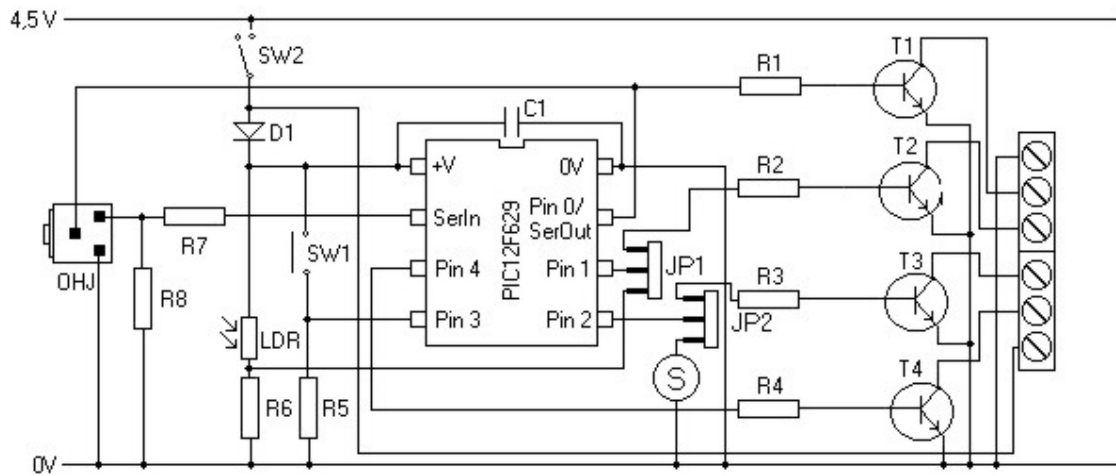 4,5 V
SW2
T1
R1
C1
D1
T2
+V
0V
R2
SerIn
Pin 0/
SerOut
R7
SW1
PIC12F629
JP1
T3
OHJ
R8
Pin 4
Pin 1
R3
LDR
Pin 3
Pin 2
JP2
S
T4
R4
R6
R5
0V